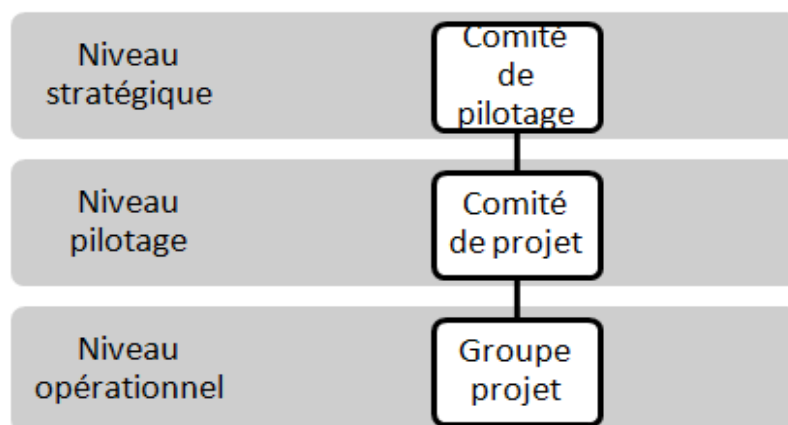 Niveau
stratégique
Comité
de
pilotage
Niveau
pilotage
Comité
de projet
Niveau
opérationnel
Groupe
projet